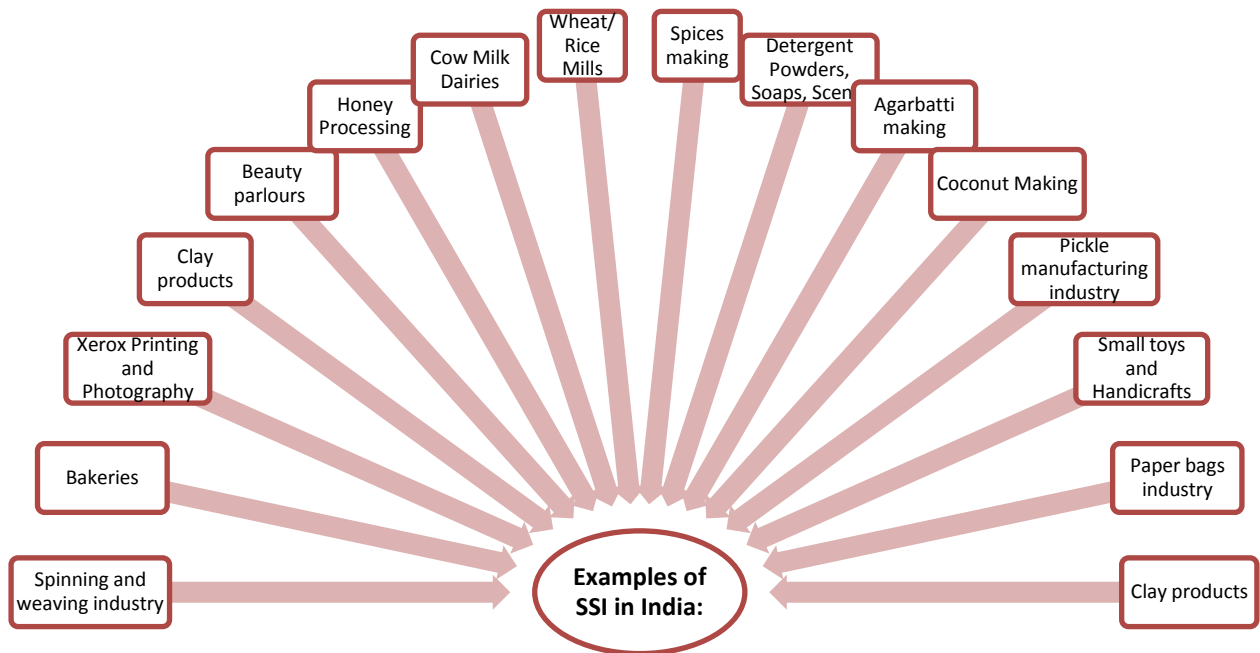 Spinning and
weaving industry
Bakeries
Xerox Printing
and
Photography
Clay
products
Beauty
parlours
Honey
Processing
Cow Milk
Dairies
Wheat/
Rice
Mills
Spices
making
Detergent
Powders,
Soaps, Scen
Agarbatti
making
Coconut Making
Pickle
manufacturing
industry
Small toys
and
Handicrafts
Paper bags
industry
Clay products
Examples of
SSI in India: